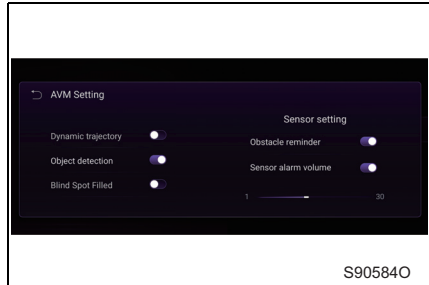 AVM Setting
Dynamic trajectory
Object detection
Blind Spot Filled
Sensor setting
Obstacle reminder
Sensor alarm volume
1 30
S90584O